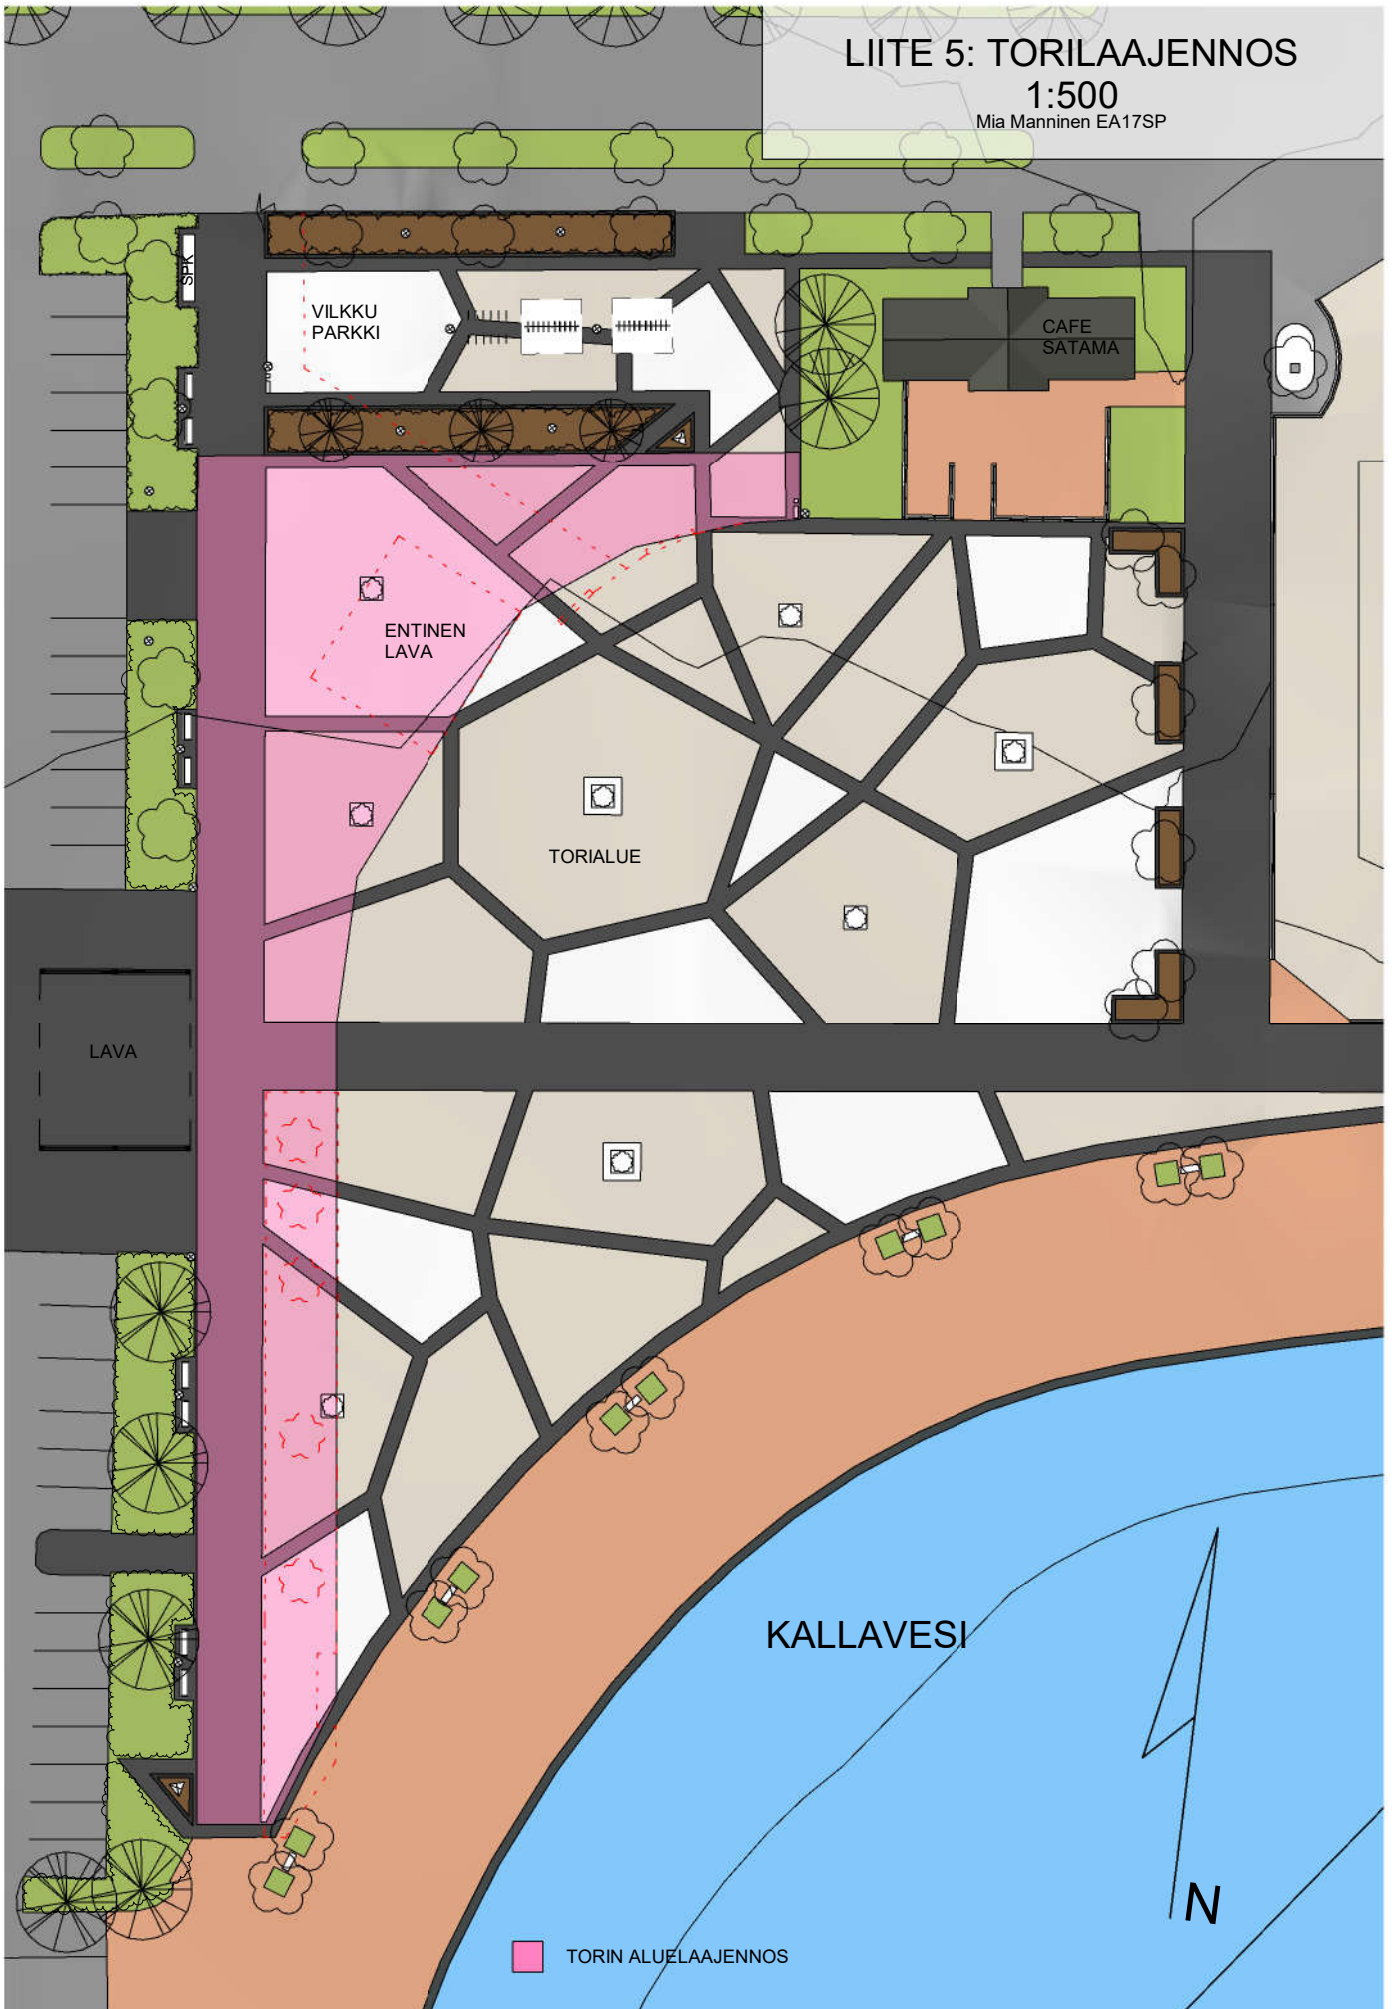 LIITE 5: TORILAAJENNOS
1:500
Mia Manninen EA17SP
SPK
VILKKU
PARKKI
CAFE
SATAMA
ENTINEN
LAVA
TORIALUE
LAVA
KALLAVESI
N
TORIN ALUELAAJENNOS